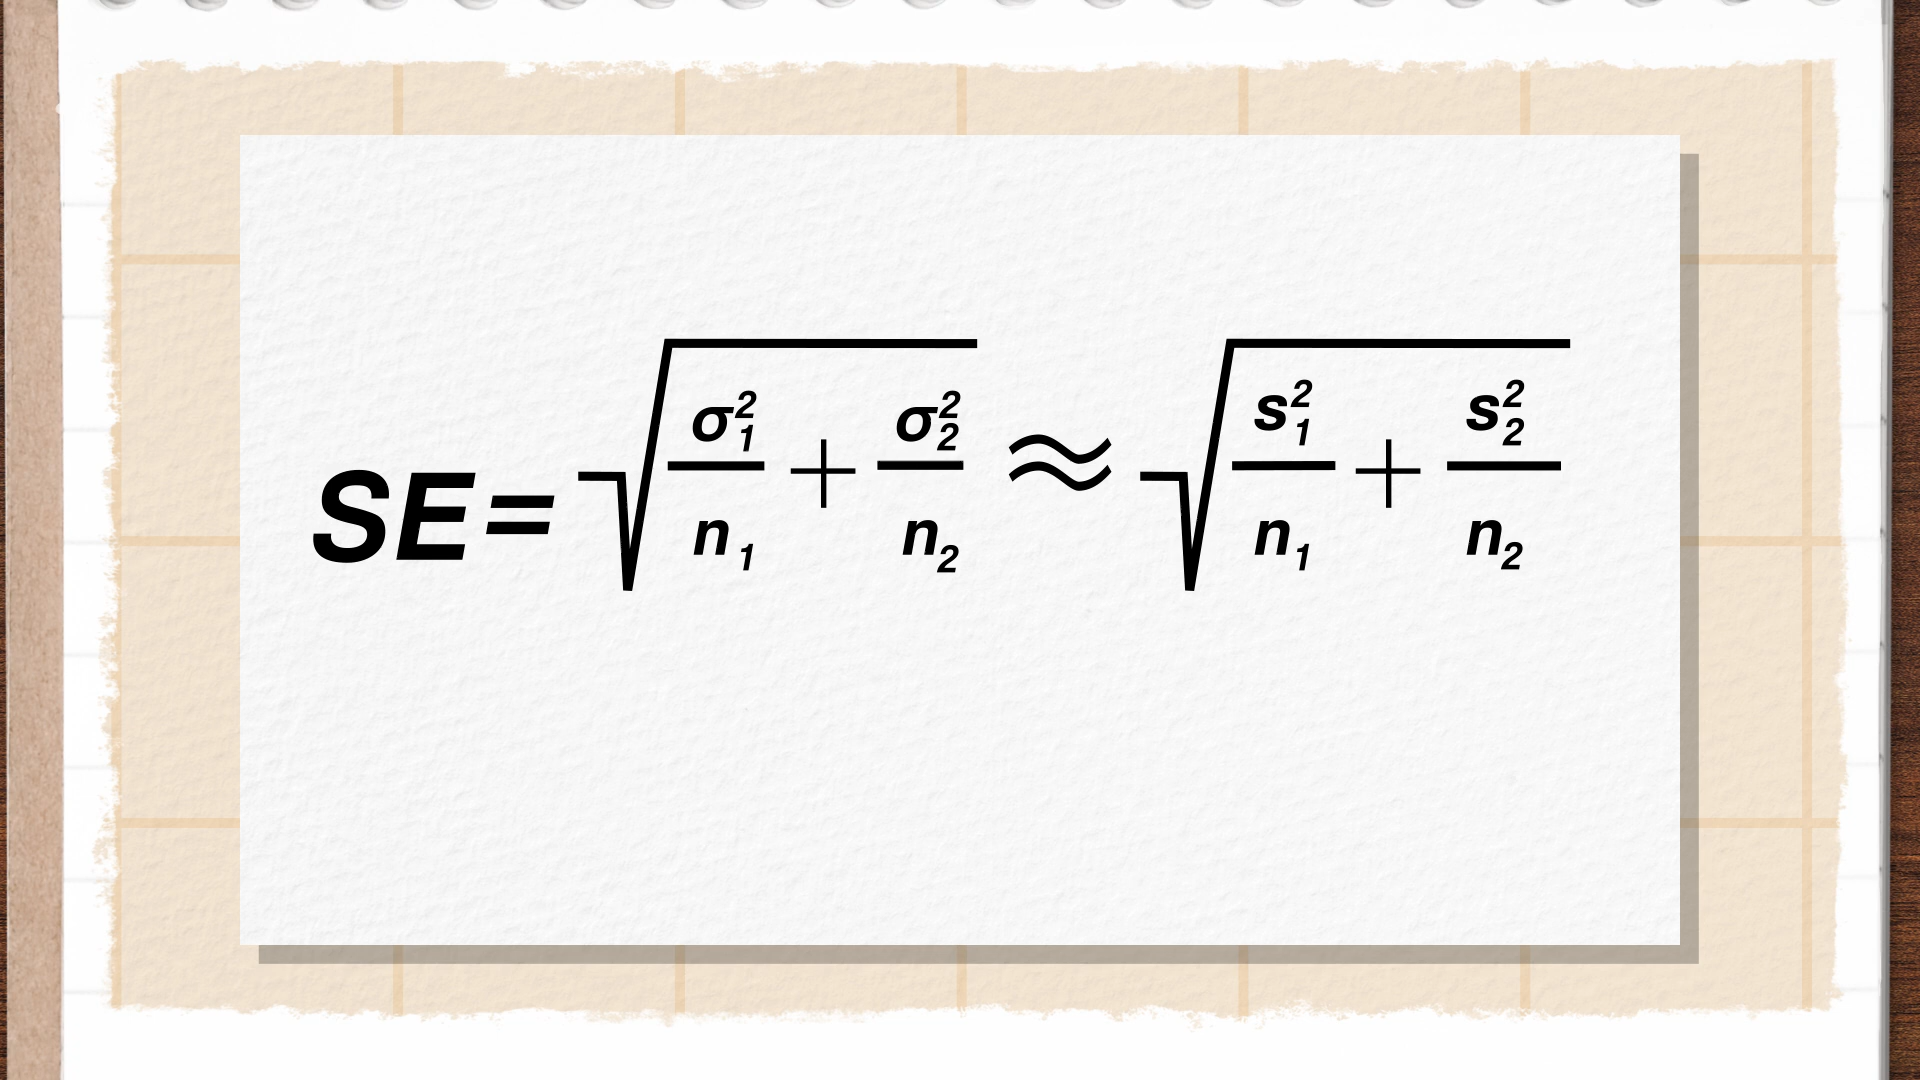 SE = √(σ₁²/n₁ + σ₂²/n₂) ≈ √(s₁²/n₁ + s₂²/n₂)